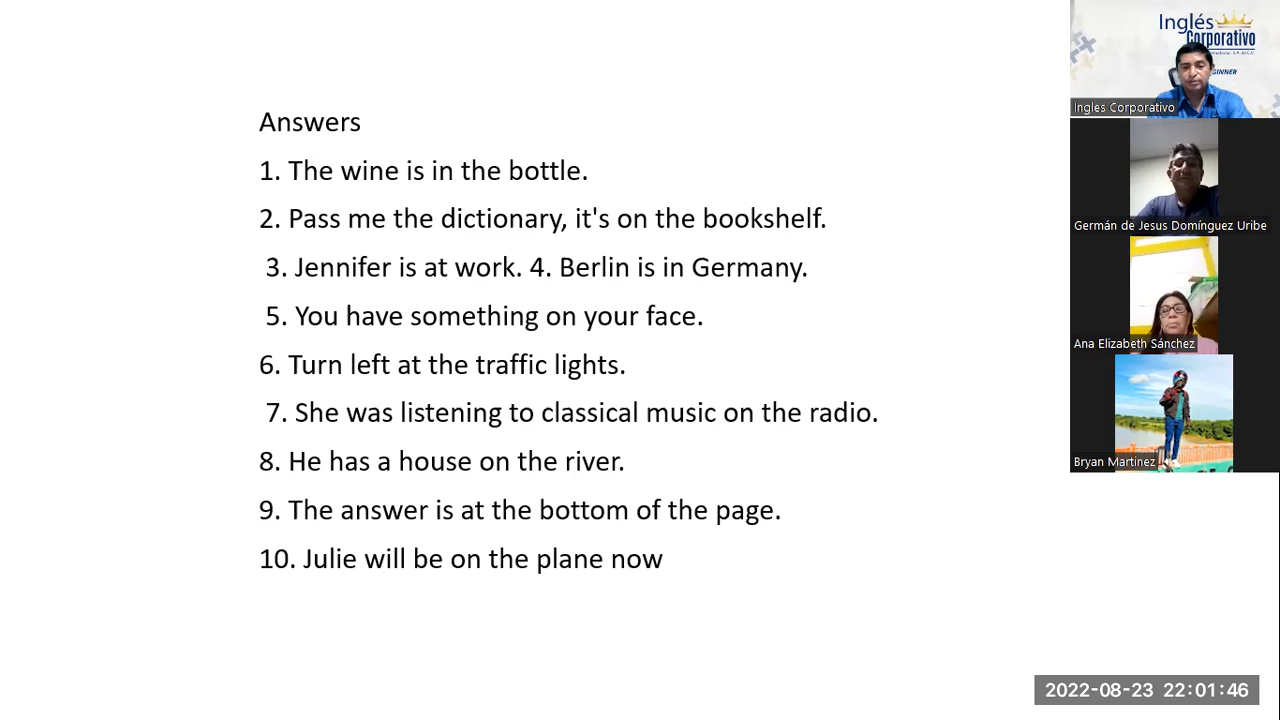 Answers
1. The wine is in the bottle.
2. Pass me the dictionary, it's on the bookshelf.
3. Jennifer is at work. 4. Berlin is in Germany.
5. You have something on your face.
6. Turn left at the traffic lights.
7. She was listening to classical music on the radio.
8. He has a house on the river.
9. The answer is at the bottom of the page.
10. Julie will be on the plane now
Inglés
Corporativo
Ingles Corporativo
Germán de Jesus Domínguez Uribe
Ana Elizabeth Sánchez
Bryan Martinez
2022-08-23 22:01:46